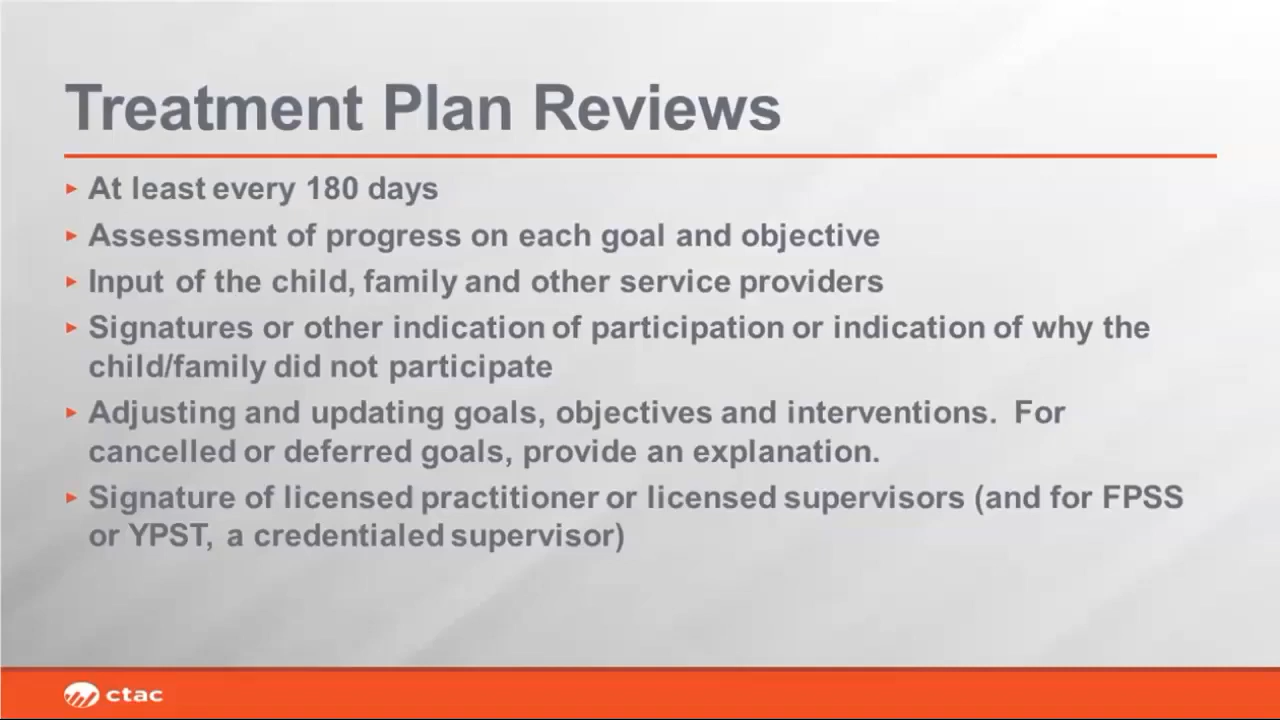 Treatment Plan Reviews
At least every 180 days
Assessment of progress on each goal and objective
Input of the child, family and other service providers
Signatures or other indication of participation or indication of why the
child/family did not participate
Adjusting and updating goals, objectives and interventions.  For
cancelled or deferred goals, provide an explanation.
Signature of licensed practitioner or licensed supervisors (and for FPSS
or YPST, a credentialed supervisor)
ctac